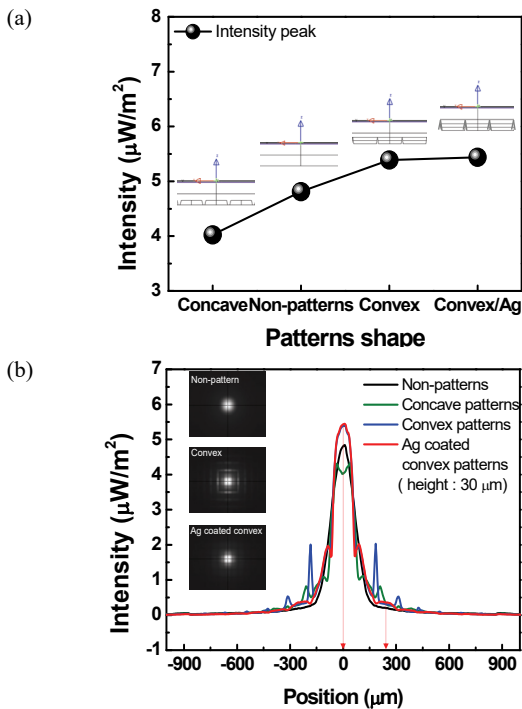 (a)
Intensity peak
8
7
6
5
4
3
Intensity (μW/m²)
Concave Non-patterns Convex Convex/Ag
Patterns shape
(b)
Non-pattern
Convex
Ag coated convex
Non-patterns
Concave patterns
Convex patterns
Ag coated
convex patterns
( height : 30 μm)
7
6
5
4
3
2
1
0
-1
Intensity (μW/m²)
-900 -600 -300 0 300 600 900
Position (μm)